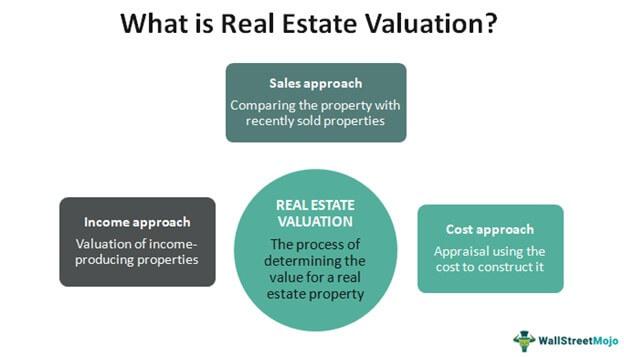 What is Real Estate Valuation?
Sales approach
Comparing the property with
recently sold properties
Income approach
Valuation of income-
producing properties
REAL ESTATE
VALUATION
The process of
determining the
value for a real
estate property
Cost approach
Appraisal using the
cost to construct it
WallStreetMojo